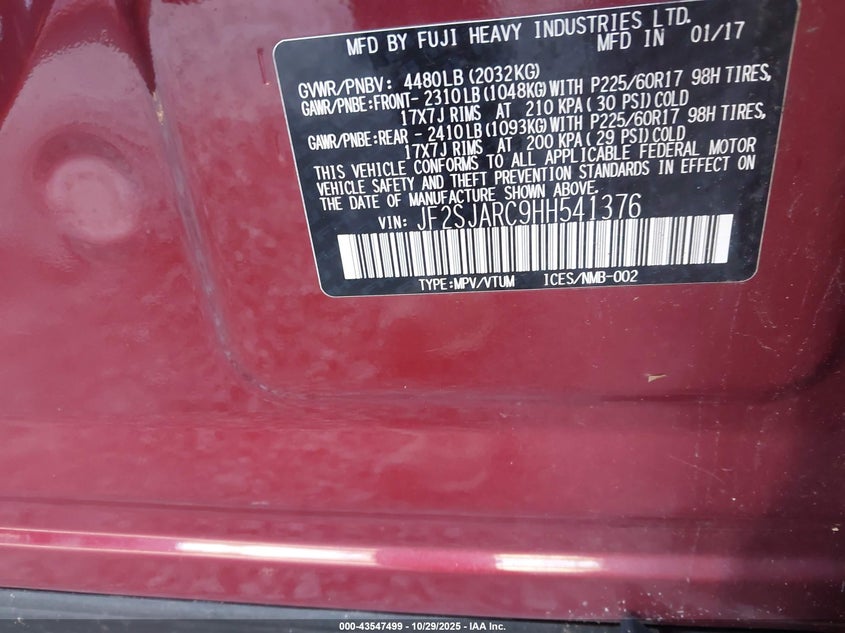 MFD BY FUJI HEAVY INDUSTRIES LTD.
MFD IN 01/17
GVWR/PNBV: 4480LB(2032KG)
GAWR/PNBE:FRONT- 2310LB(1048KG)WITH P225/60R17 98H TIRES,
17X7J RIMS AT 210 KPA(30 PSI)COLD
GAWR/PNBE:REAR - 2410LB(1093KG)WITH P225/60R17 98H TIRES,
17X7J RIMS AT 200 KPA(29 PSI)COLD
THIS VEHICLE CONFORMS TO ALL APPLICABLE FEDERAL MOTOR
VEHICLE SAFETY AND THEFT PREVENTION STANDARDS IN EFFECT ON
THE DATE OF MANUFACTURE SHOWN ABOVE.
VIN: JF2SJARC9HH541376
TYPE:MPV/VTUM ICES/NMB-002
000-43547499 - 10/29/2025 - IAA Inc.